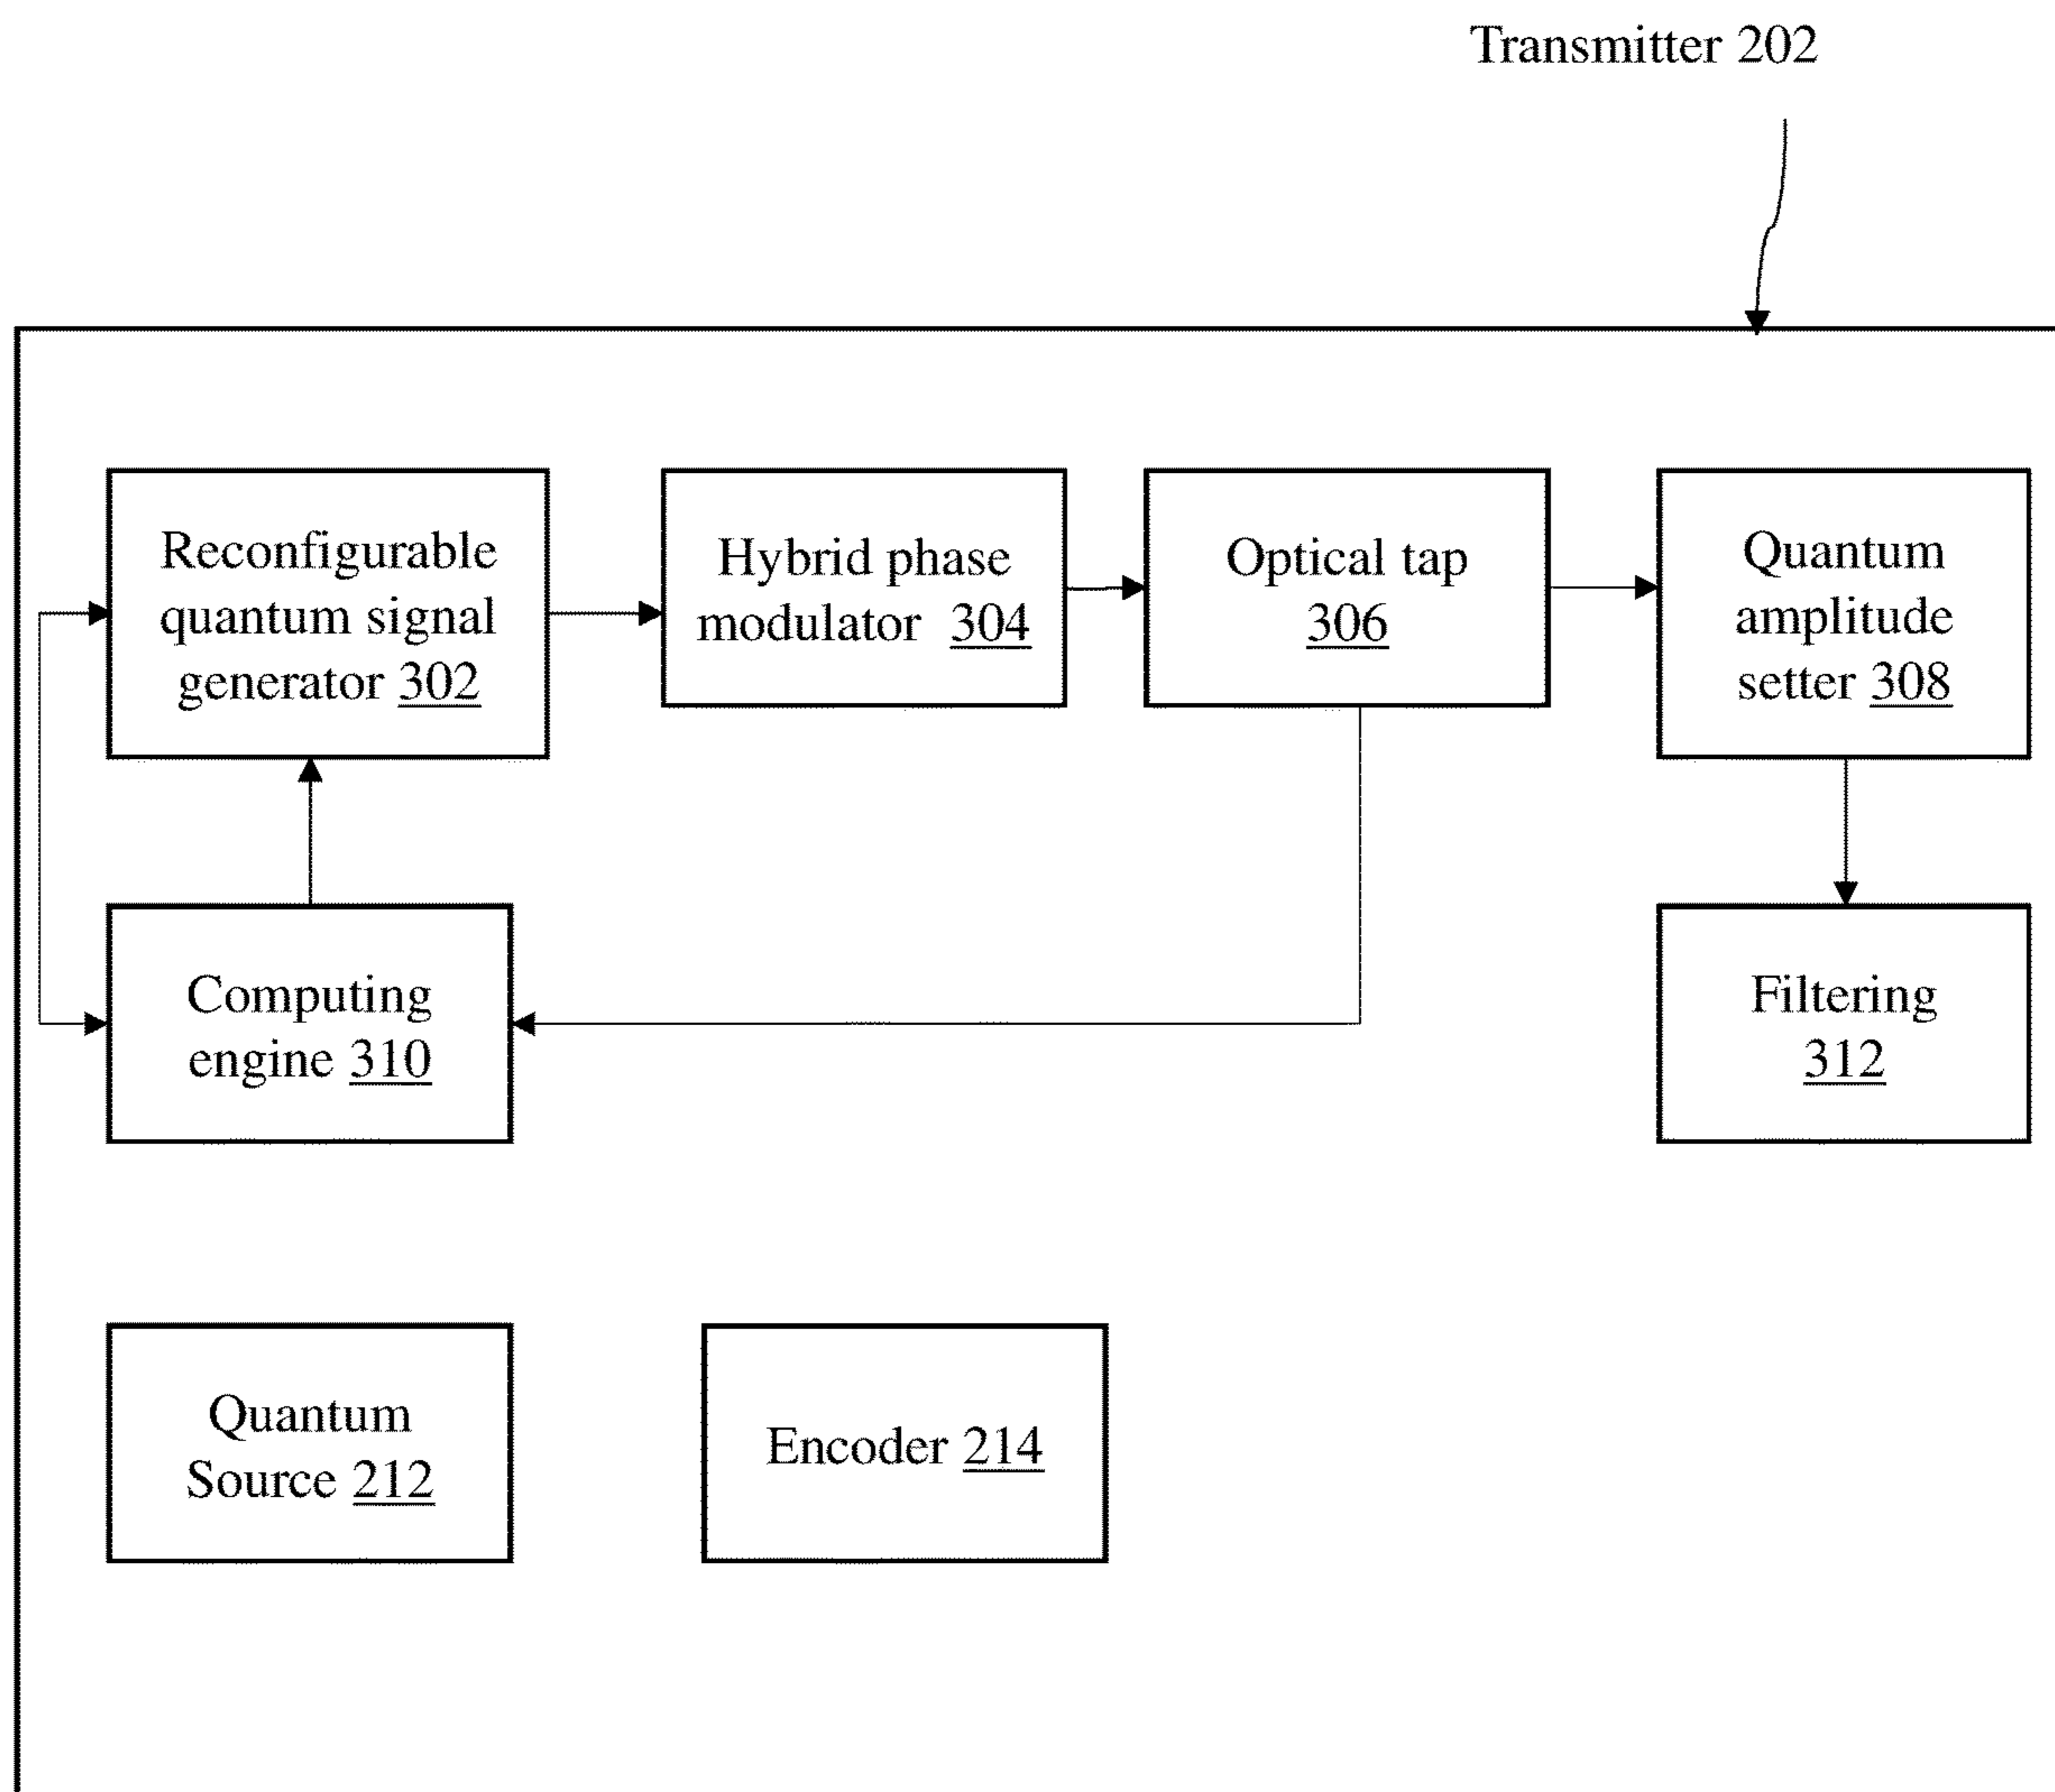 Transmitter 202
Reconfigurable
quantum signal
generator 302
Hybrid phase
modulator 304
Optical tap
306
Quantum
amplitude
setter 308
Computing
engine 310
Filtering
312
Quantum
Source 212
Encoder 214